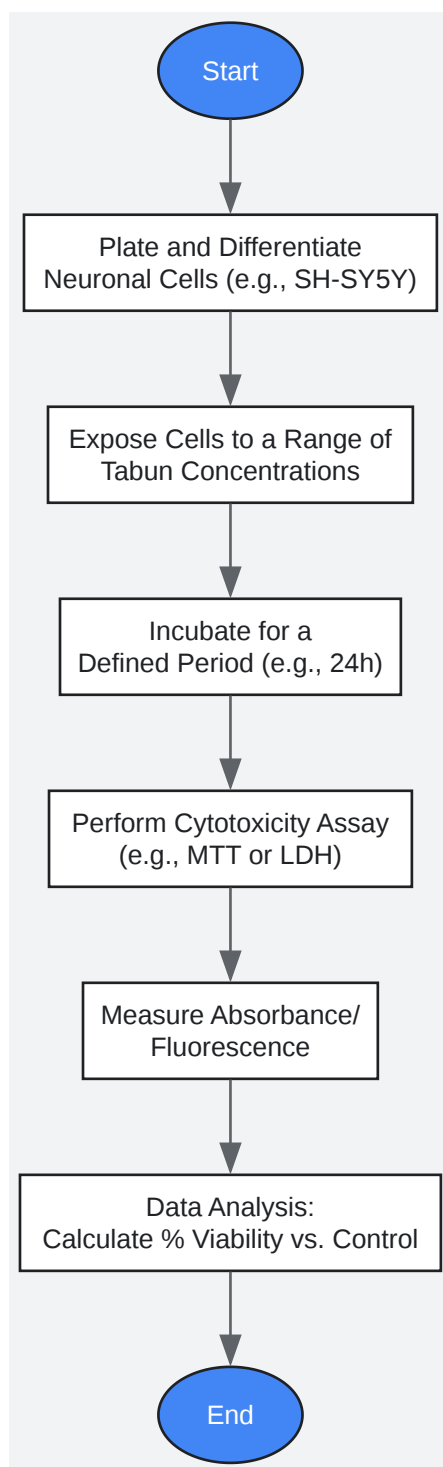 Start
Plate and Differentiate
Neuronal Cells (e.g., SH-SY5Y)
Expose Cells to a Range of
Tabun Concentrations
Incubate for a
Defined Period (e.g., 24h)
Perform Cytotoxicity Assay
(e.g., MTT or LDH)
Measure Absorbance/
Fluorescence
Data Analysis:
Calculate % Viability vs. Control
End